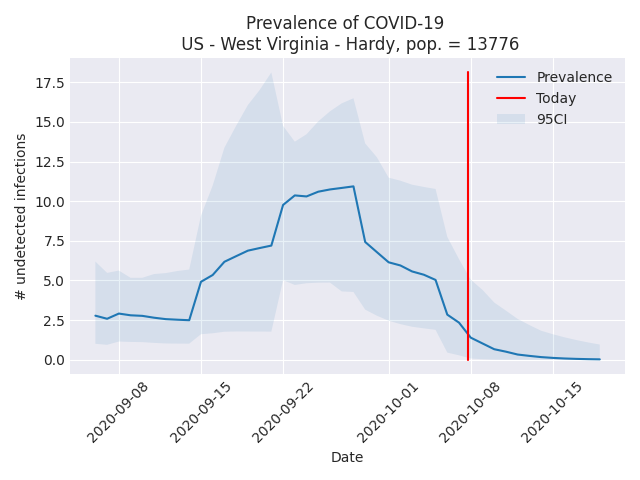 Prevalence of COVID-19
US - West Virginia - Hardy, pop. = 13776
Prevalence
Today
95CI
# undetected infections
17.5
15.0
12.5
10.0
7.5
5.0
2.5
0.0
2020-09-08
2020-09-15
2020-09-22
2020-10-01
2020-10-08
2020-10-15
Date